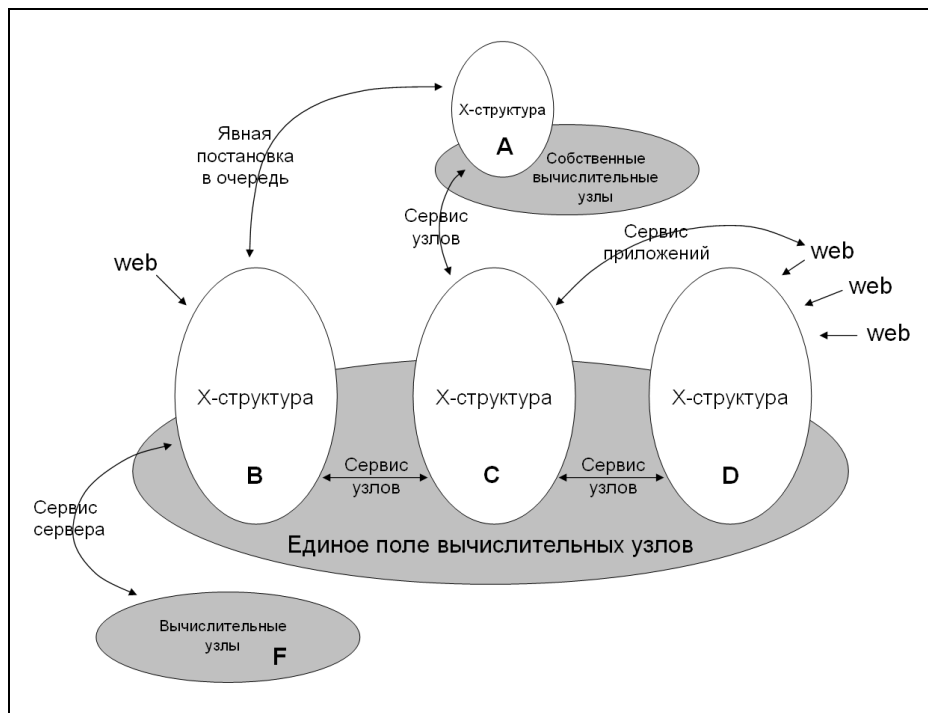 X-структура
A
Собственные
вычислительные
узлы
Явная
постановка
в очередь
Сервис
узлов
Сервис
приложений
web
web
web
web
X-структура
B
X-структура
C
X-структура
D
Сервис
узлов
Сервис
узлов
Единое поле вычислительных узлов
Сервис
сервера
Вычислительные
узлы
F